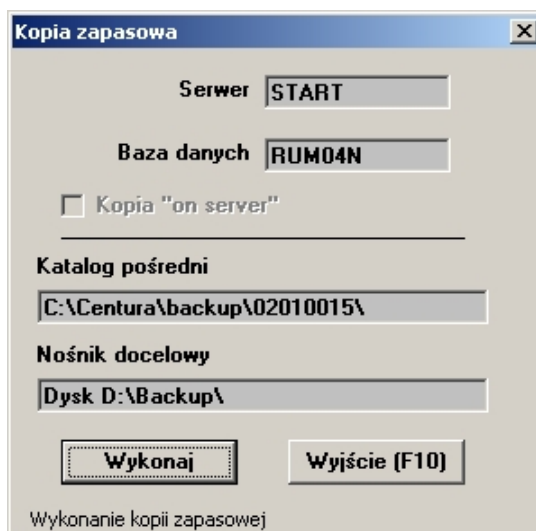 Kopia zapasowa
Serwer START
Baza danych RUM04N
Kopia "on server"
Katalog pośredni
C:\Centura\backup\02010015\
Nośnik docelowy
Dysk D:\Backup\
Wykonaj Wyjście (F10)
Wykonanie kopii zapasowej